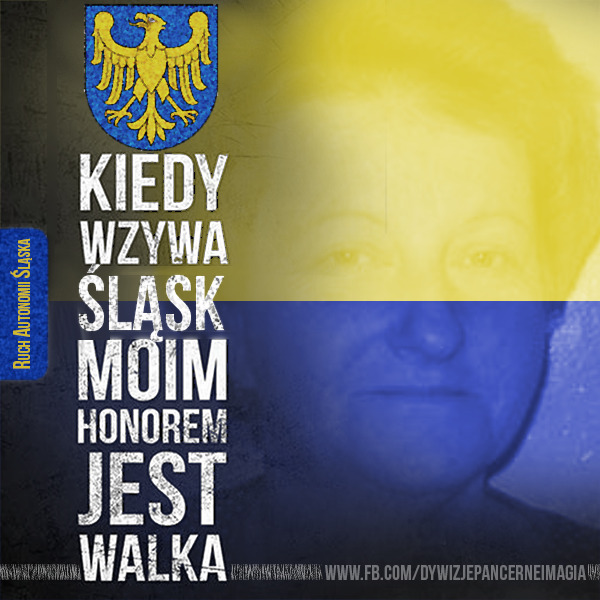 KIEDY
WZYWA
ŚLĄSK
MOIM
HONOREM
JEST
WALKA
Ruch Autonomii Śląska
WWW.FB.COM/DYWIZJEPANCERNEIMAGIA